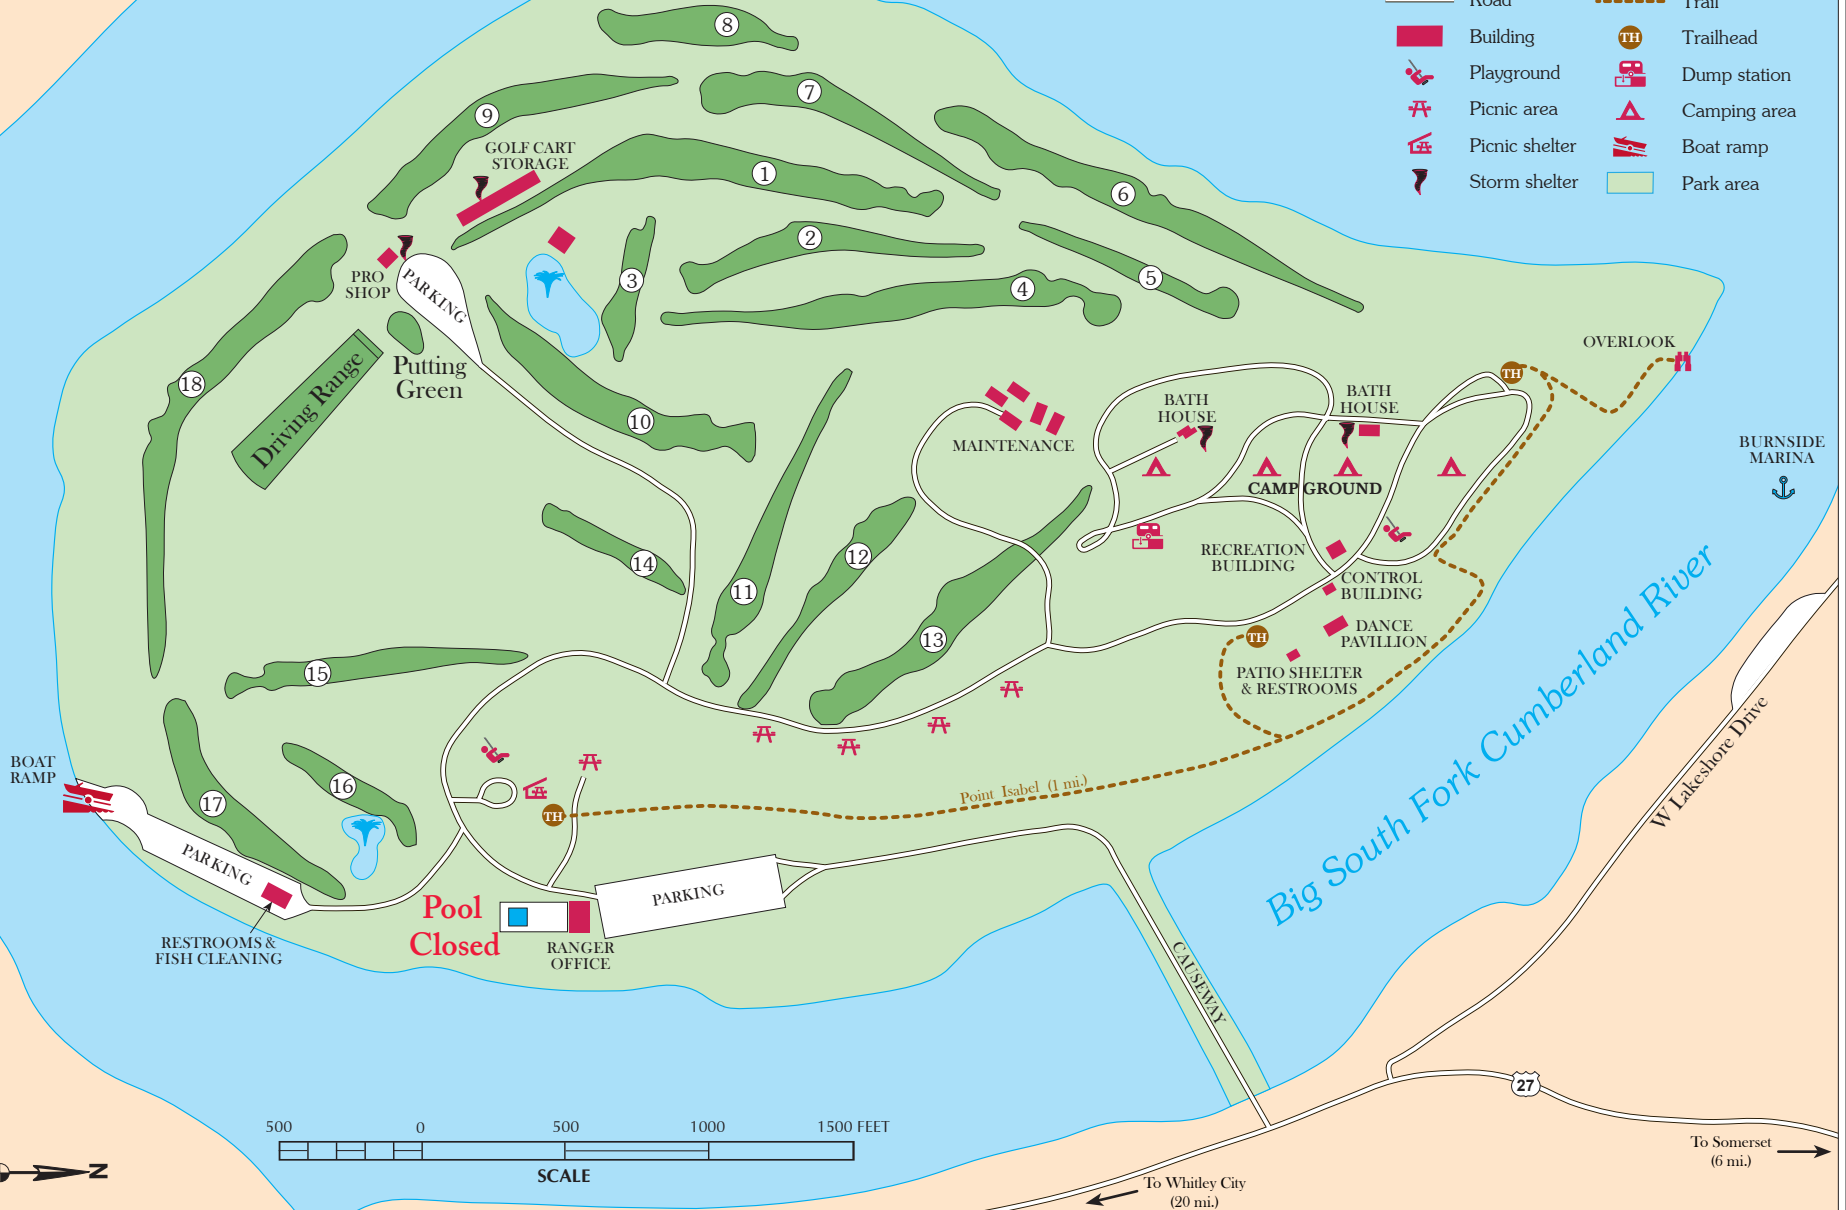 Road
Trail
Building
TH
Trailhead
Playground
Dump station
Picnic area
Camping area
Picnic shelter
Boat ramp
Storm shelter
Park area
8
7
9
GOLF CART
STORAGE
1
6
2
3
4
5
PRO
SHOP
PARKING
Putting
Green
Driving Range
18
10
OVERLOOK
TH
MAINTENANCE
BATH
HOUSE
BATH
HOUSE
CAMPGROUND
BURNSIDE
MARINA
14
11
12
13
RECREATION
BUILDING
CONTROL
BUILDING
DANCE
PAVILLION
TH
PATIO SHELTER
& RESTROOMS
15
16
17
BOAT
RAMP
PARKING
RESTROOMS &
FISH CLEANING
TH
Point Isabel (1 mi.)
Pool
Closed
RANGER
OFFICE
PARKING
CAUSEWAY
Big South Fork Cumberland River
W Lakeshore Drive
27
To Somerset
(6 mi.)
To Whitley City
(20 mi.)
500 0 500 1000 1500 FEET
SCALE
N